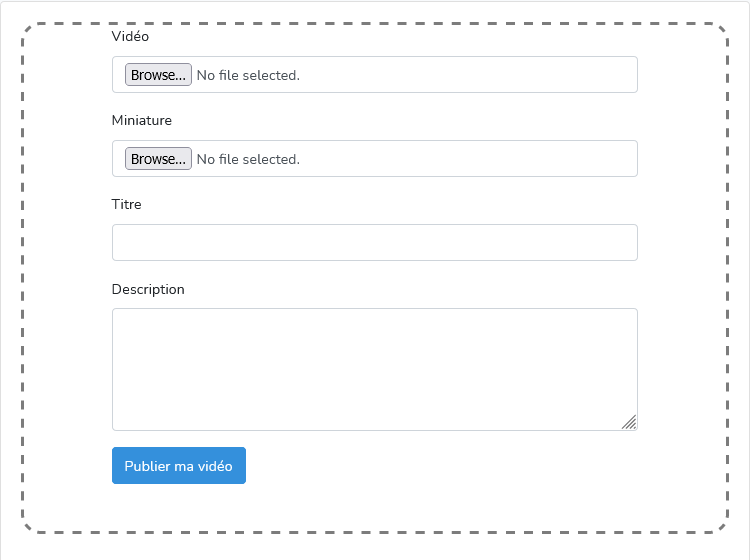 Vidéo
Browse... No file selected.
Miniature
Browse... No file selected.
Titre
Description
Publier ma vidéo